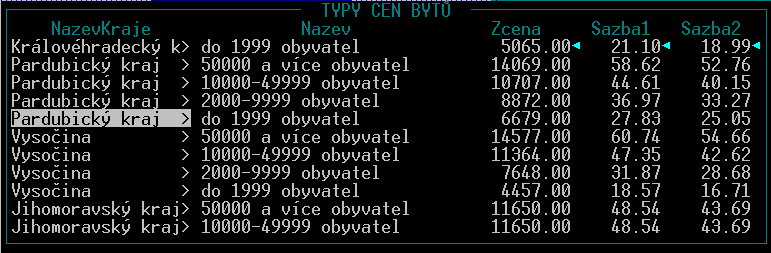 TYPY CEN BYTŮ
NazevKraje Nazev Zcena Sazba1 Sazba2
Královéhradecký k> do 1999 obyvatel 5065.00◄ 21.10◄ 18.99◄
Pardubický kraj > 50000 a více obyvatel 14069.00 58.62 52.76
Pardubický kraj > 10000-49999 obyvatel 10707.00 44.61 40.15
Pardubický kraj > 2000-9999 obyvatel 8872.00 36.97 33.27
Pardubický kraj > do 1999 obyvatel 6679.00 27.83 25.05
Vysočina > 50000 a více obyvatel 14577.00 60.74 54.66
Vysočina > 10000-49999 obyvatel 11364.00 47.35 42.62
Vysočina > 2000-9999 obyvatel 7648.00 31.87 28.68
Vysočina > do 1999 obyvatel 4457.00 18.57 16.71
Jihomoravský kraj> 50000 a více obyvatel 11650.00 48.54 43.69
Jihomoravský kraj> 10000-49999 obyvatel 11650.00 48.54 43.69